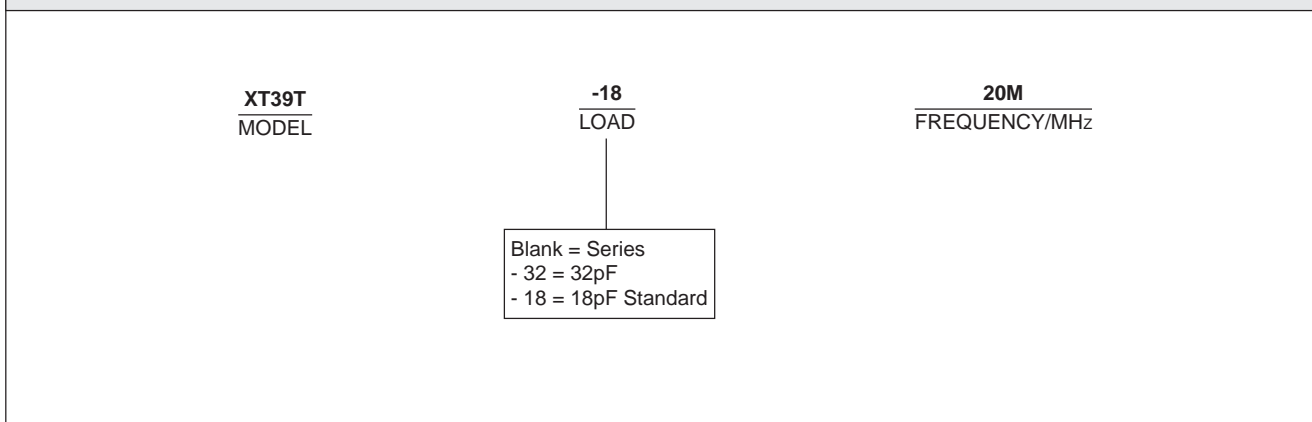 XT39T -18 20M
MODEL LOAD FREQUENCY/MHz
Blank = Series
- 32 = 32pF
- 18 = 18pF Standard